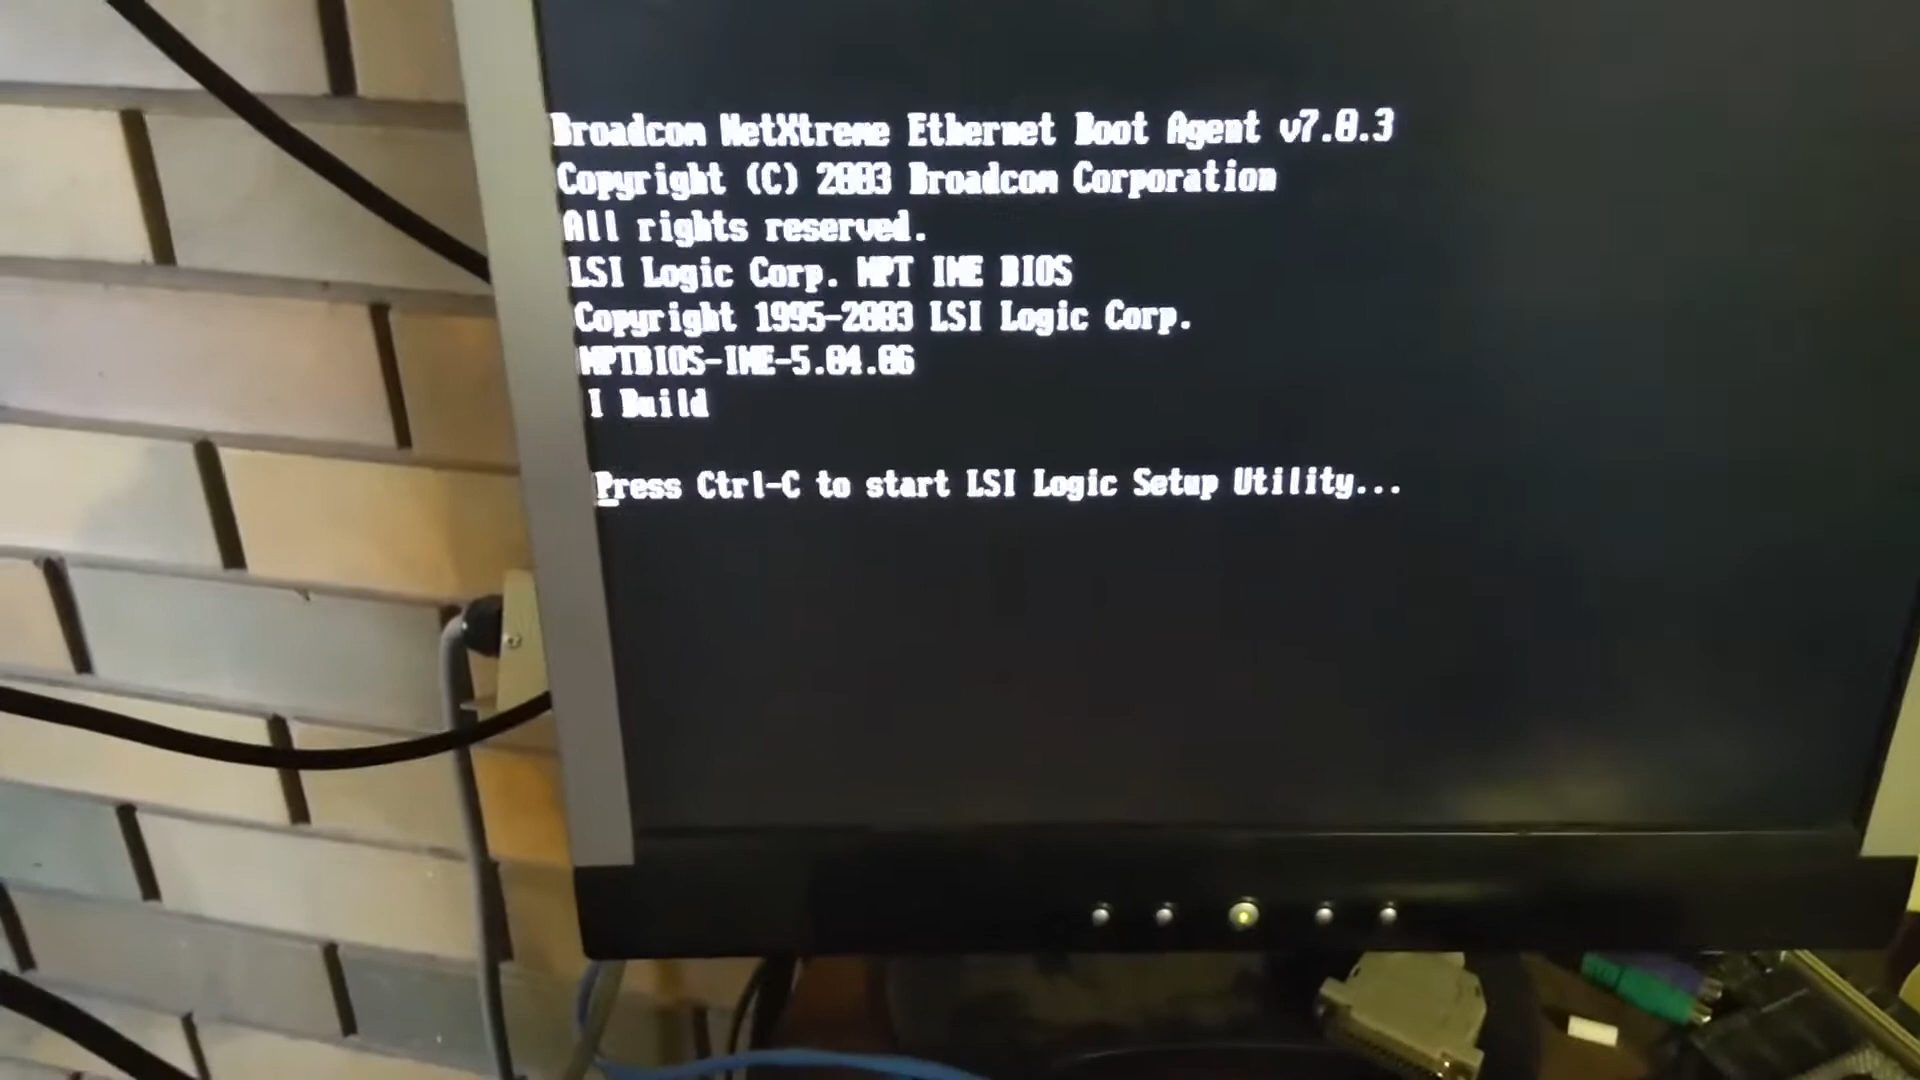 Broadcom NetXtreme Ethernet Boot Agent v7.0.3
Copyright (C) 2003 Broadcom Corporation
All rights reserved.
LSI Logic Corp. MPT IME BIOS
Copyright 1995-2003 LSI Logic Corp.
MPTBIOS-IME-5.04.06
I Build
Press Ctrl-C to start LSI Logic Setup Utility...